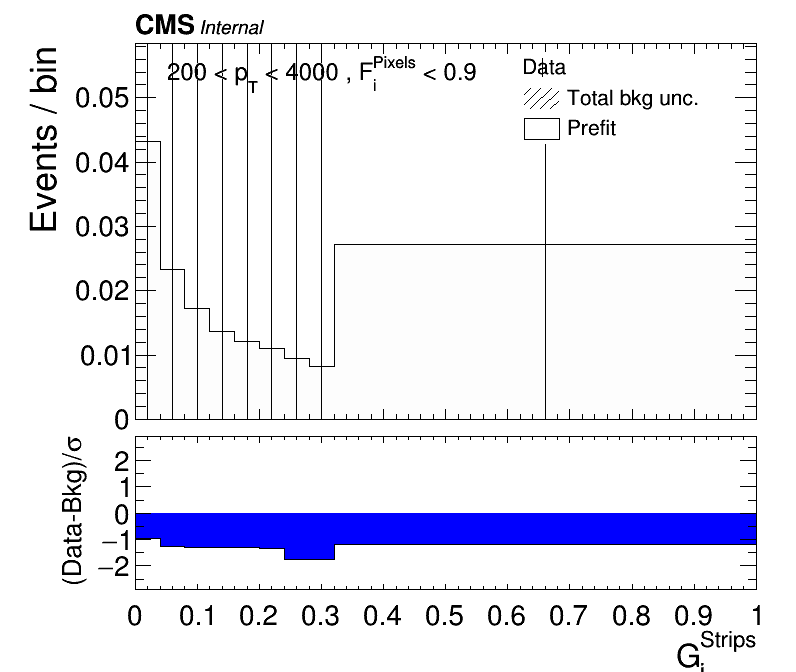 CMS Internal
200 < p_T < 4000 , F_i^Pixels < 0.9
Data
Total bkg unc.
Prefit
Events / bin
0.05
0.04
0.03
0.02
0.01
0
(Data-Bkg)/σ
2
1
0
−1
−2
0 0.1 0.2 0.3 0.4 0.5 0.6 0.7 0.8 0.9 1
G_i^Strips